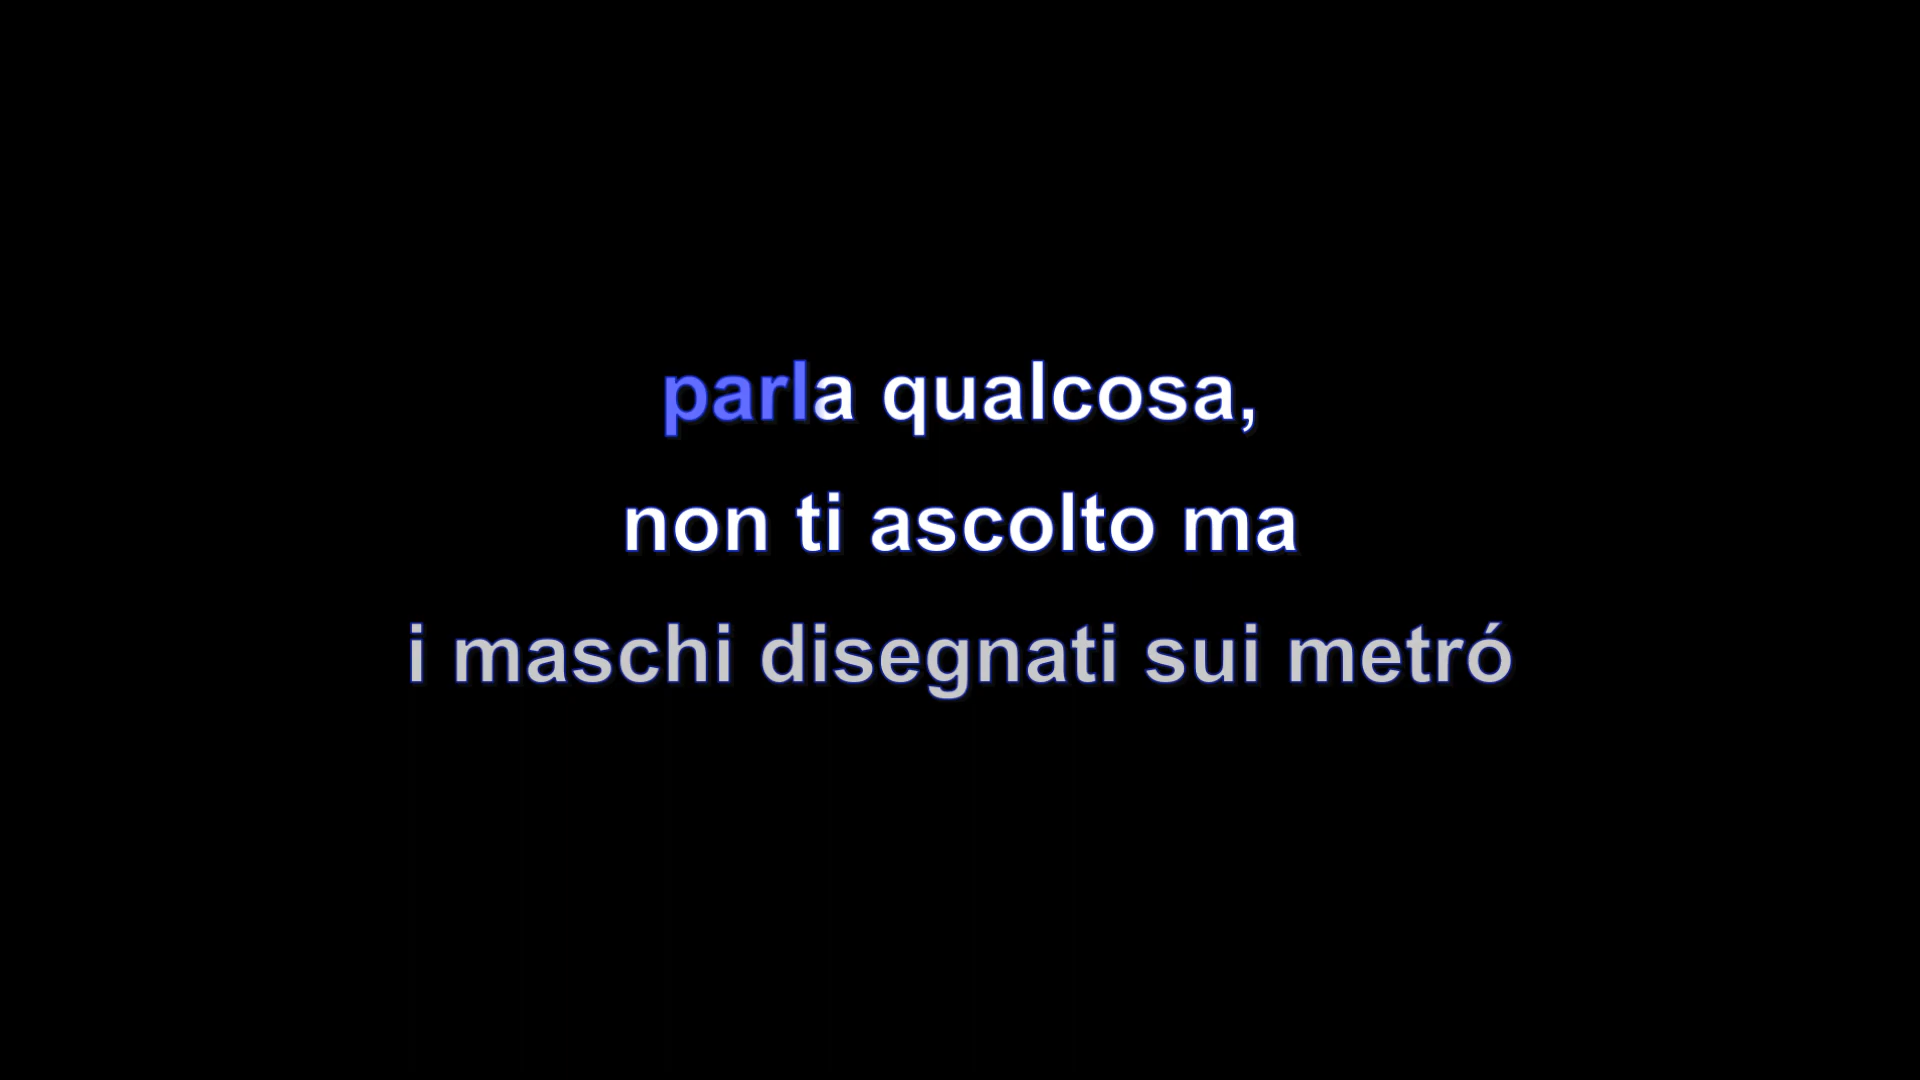 parla qualcosa,
non ti ascolto ma
i maschi disegnati sui metró